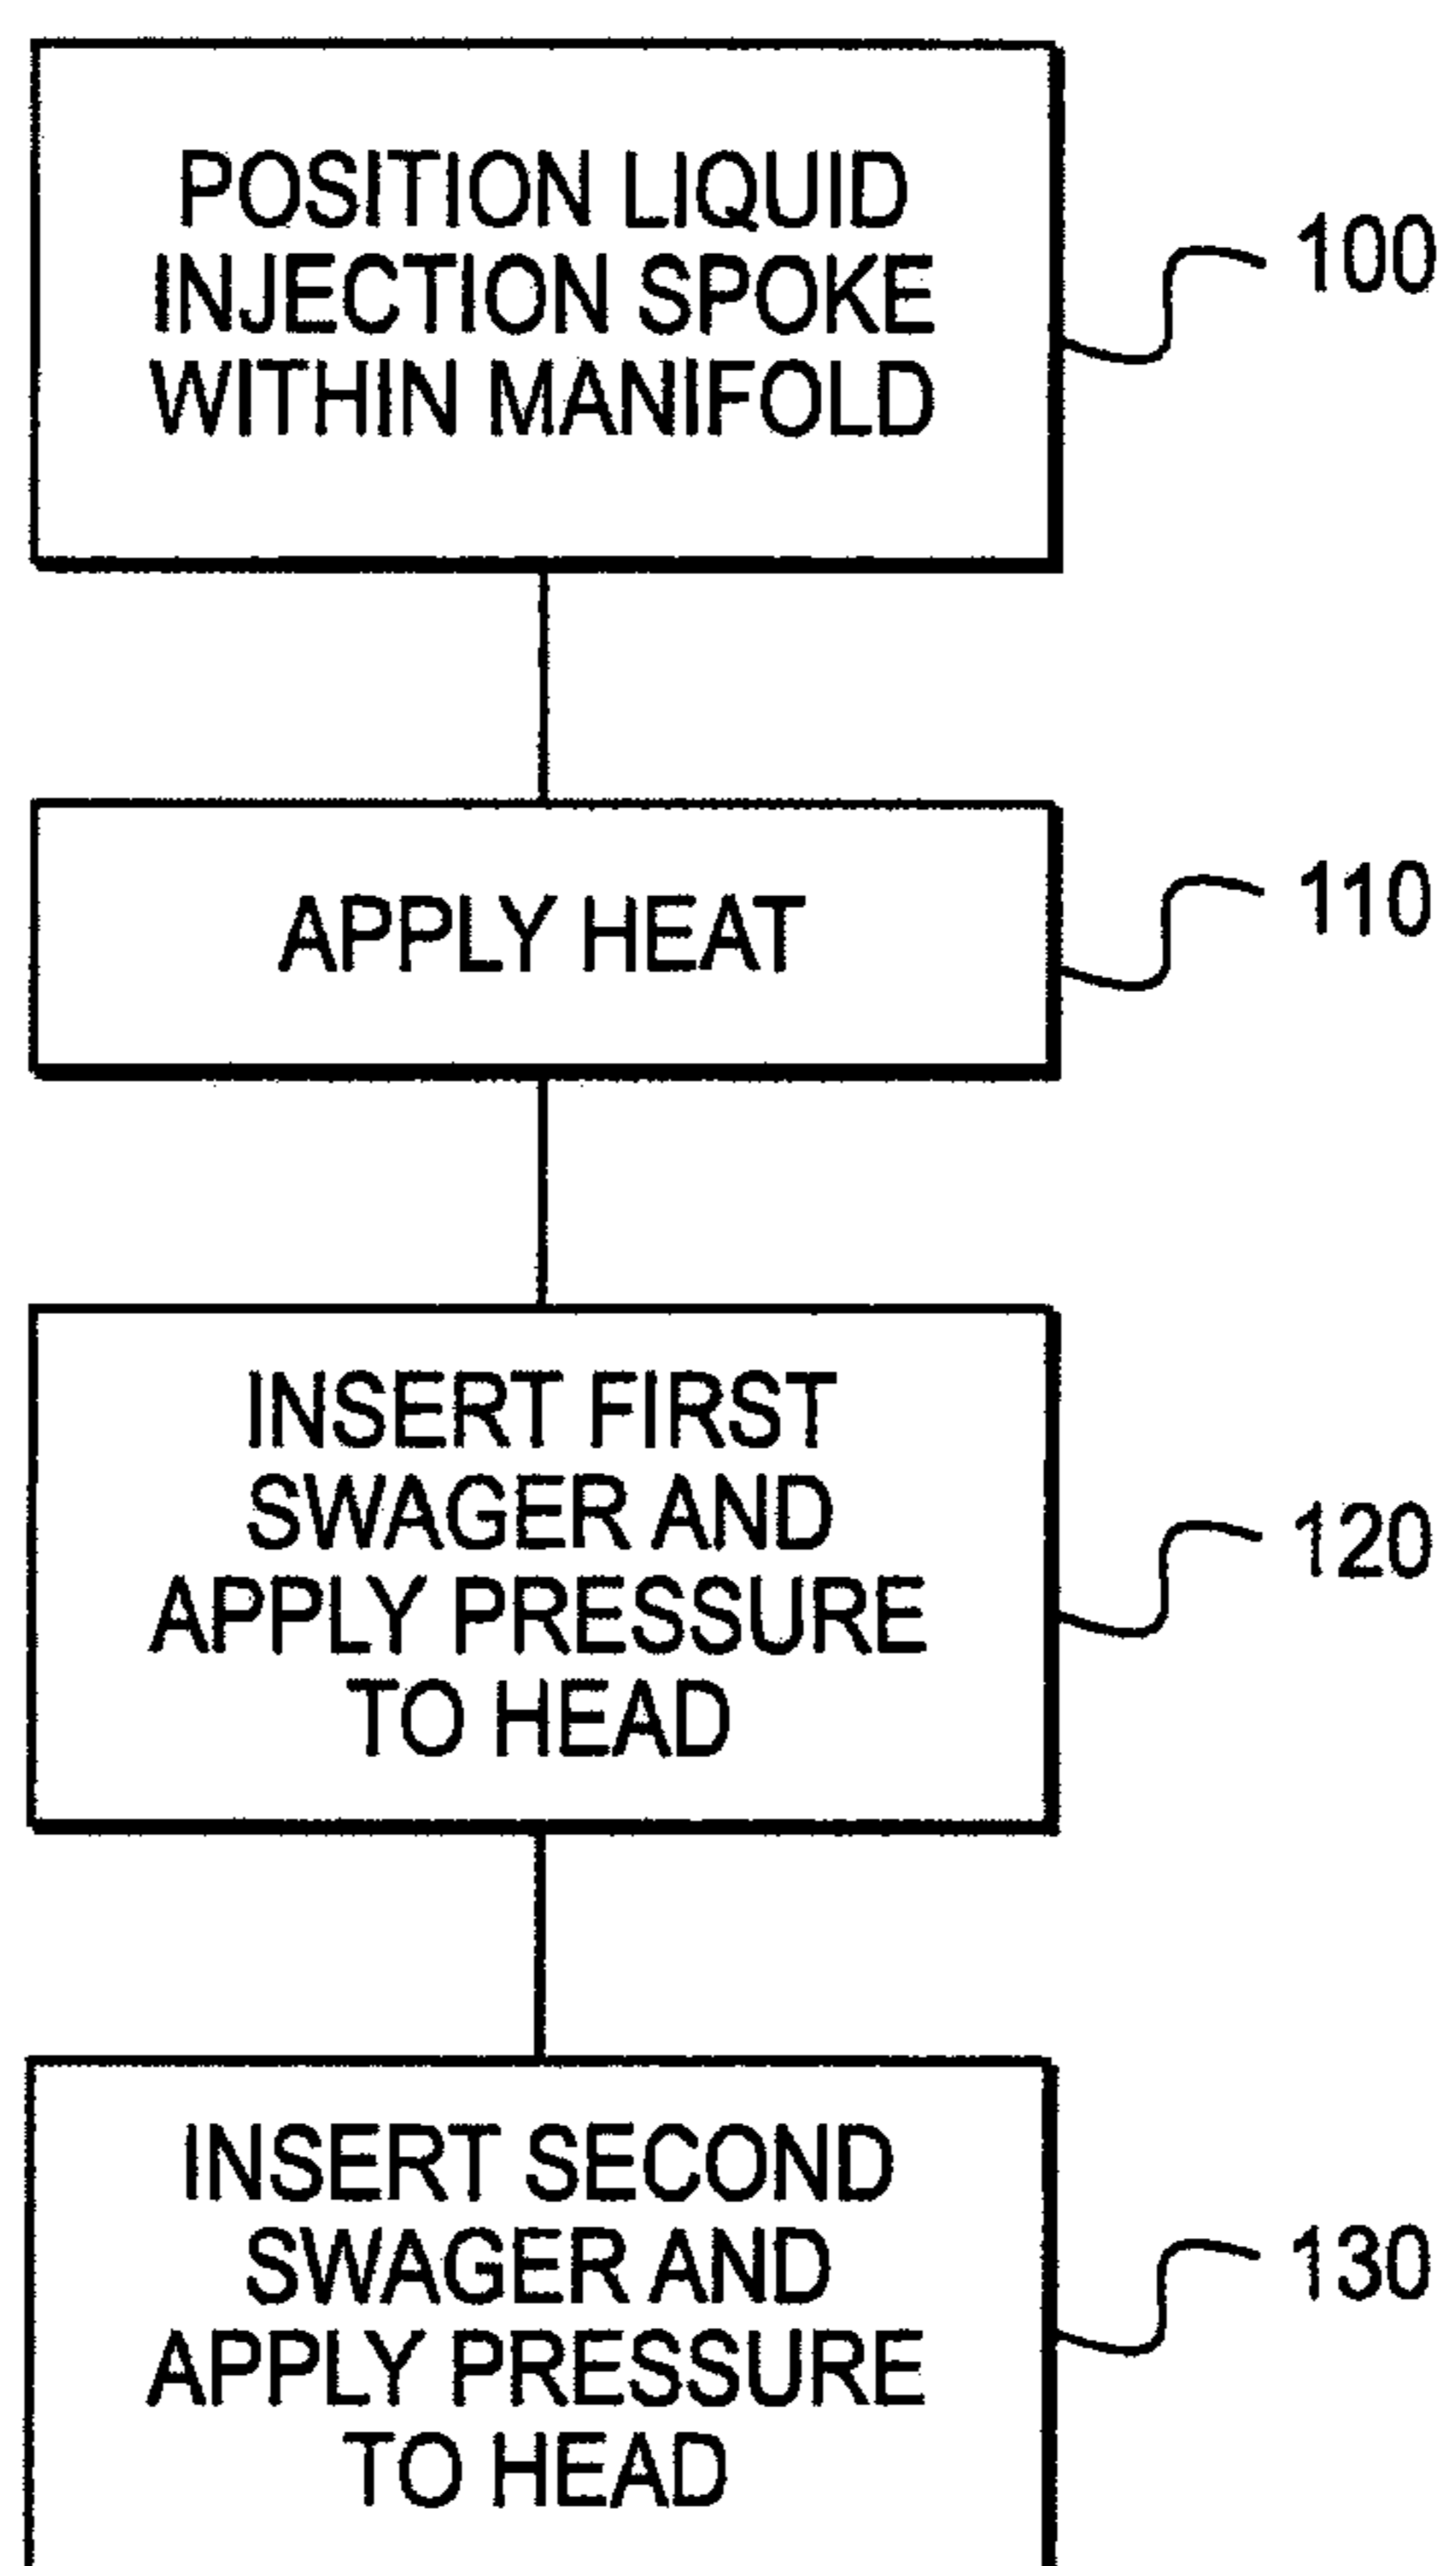 POSITION LIQUID
INJECTION SPOKE
WITHIN MANIFOLD
100
APPLY HEAT
110
INSERT FIRST
SWAGER AND
APPLY PRESSURE
TO HEAD
120
INSERT SECOND
SWAGER AND
APPLY PRESSURE
TO HEAD
130